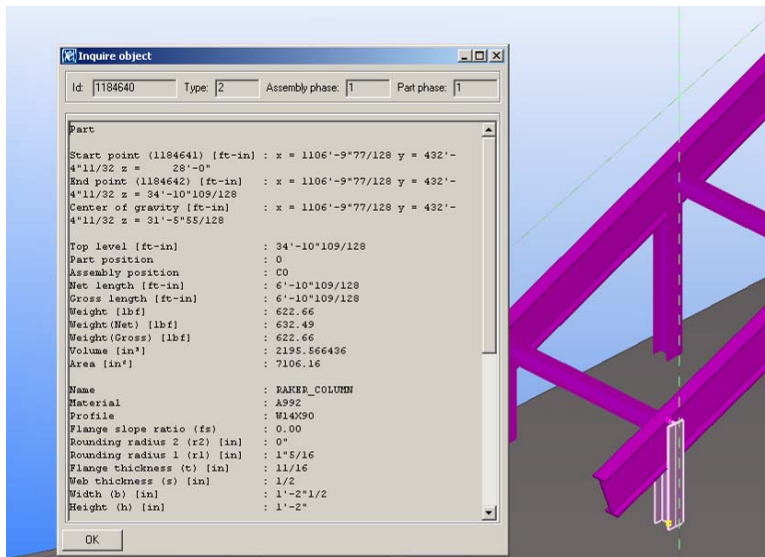 Inquire object
Id: 1184640 Type: 2 Assembly phase: 1 Part phase: 1
Part
Start point (1184641) [ft-in] : x = 1106'-9"77/128 y = 432'-
4"11/32 z = 28'-0"
End point (1184642) [ft-in] : x = 1106'-9"77/128 y = 432'-
4"11/32 z = 34'-10"109/128
Center of gravity [ft-in] : x = 1106'-9"77/128 y = 432'-
4"11/32 z = 31'-5"55/128
Top level [ft-in] : 34'-10"109/128
Part position : 0
Assembly position : C0
Net length [ft-in] : 6'-10"109/128
Gross length [ft-in] : 6'-10"109/128
Weight [lbf] : 622.66
Weight(Net) [lbf] : 632.49
Weight(Gross) [lbf] : 622.66
Volume [in³] : 2195.566436
Area [in²] : 7106.16
Name : RAKER_COLUMN
Material : A992
Profile : W14X90
Flange slope ratio (fs) : 0.00
Rounding radius 2 (r2) [in] : 0"
Rounding radius 1 (r1) [in] : 1"5/16
Flange thickness (t) [in] : 11/16
Web thickness (s) [in] : 1/2
Width (b) [in] : 1'-2"1/2
Height (h) [in] : 1'-2"
OK